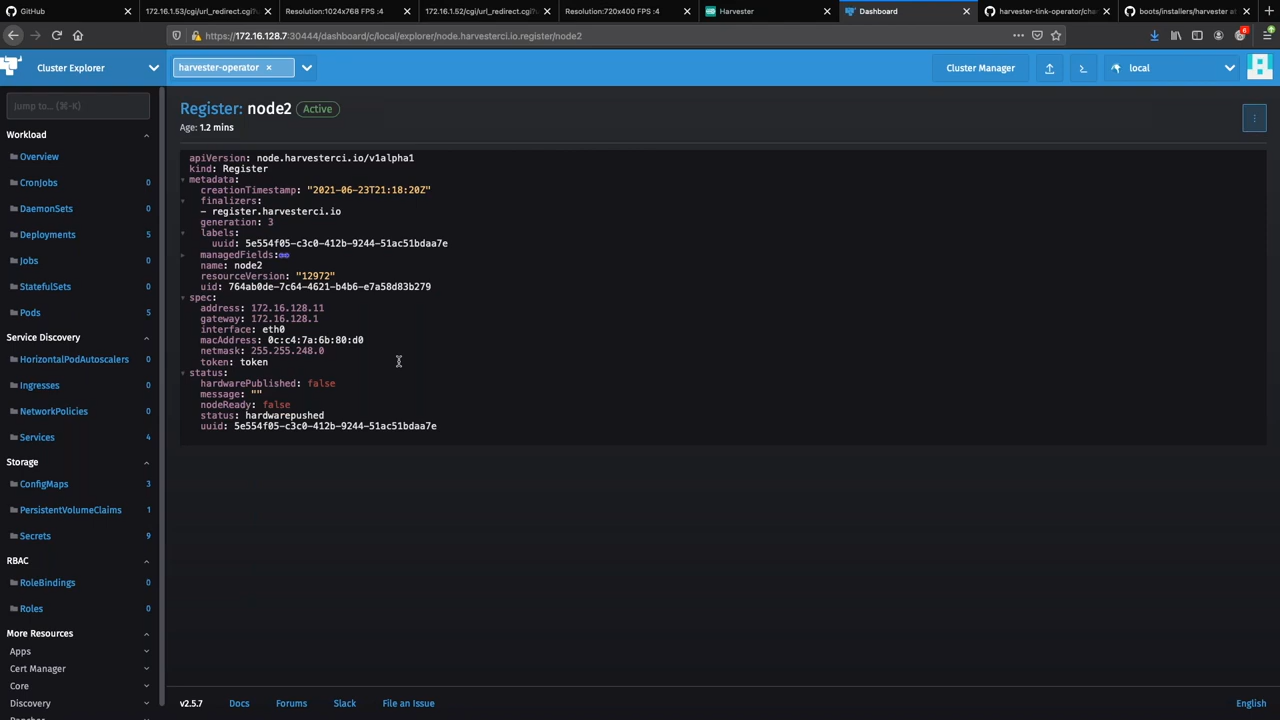 GitHub
172.16.1.53/cgi/url_redirect.cgi?
Resolution:1024x768 FPS :4
172.16.1.52/cgi/url_redirect.cgi?
Resolution:720x400 FPS :4
Harvester
Dashboard
harvester-tink-operator/cha
boots/installers/harvester at
https://172.16.128.7:30444/dashboard/c/local/explorer/node.harvesterci.io.register/node2
Cluster Explorer
harvester-operator
Cluster Manager
local
Jump to... (⌘-K)
Workload
Overview
CronJobs 0
DaemonSets 0
Deployments 5
Jobs 0
StatefulSets 0
Pods 5
Service Discovery
HorizontalPodAutoscalers 0
Ingresses 0
NetworkPolicies 0
Services 4
Storage
ConfigMaps 3
PersistentVolumeClaims 1
Secrets 9
RBAC
RoleBindings 0
Roles 0
More Resources
Apps
Cert Manager
Core
Discovery
Register: node2 Active
Age: 1.2 mins
apiVersion: node.harvesterci.io/v1alpha1
kind: Register
metadata:
creationTimestamp: "2021-06-23T21:18:20Z"
finalizers:
- register.harvesterci.io
generation: 3
labels:
uuid: 5e554f05-c3c0-412b-9244-51ac51bdaa7e
managedFields:
name: node2
resourceVersion: "12972"
uid: 764ab0de-7c64-4621-b4b6-e7a58d83b279
spec:
address: 172.16.128.11
gateway: 172.16.128.1
interface: eth0
macAddress: 0c:c4:7a:6b:80:d0
netmask: 255.255.248.0
token: token
status:
hardwarePublished: false
message: ""
nodeReady: false
status: hardwarepushed
uuid: 5e554f05-c3c0-412b-9244-51ac51bdaa7e
v2.5.7
Docs
Forums
Slack
File an Issue
English